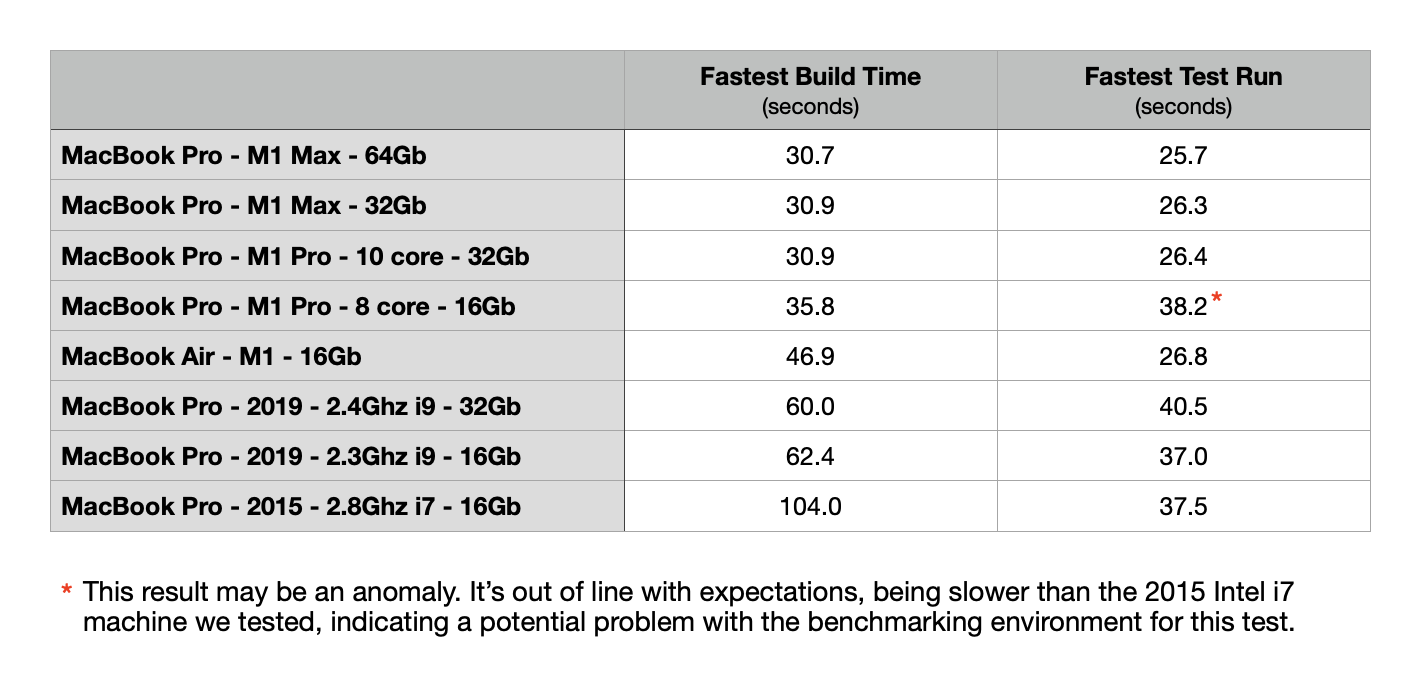 Fastest Build Time Fastest Test Run
(seconds) (seconds)
MacBook Pro - M1 Max - 64Gb 30.7 25.7
MacBook Pro - M1 Max - 32Gb 30.9 26.3
MacBook Pro - M1 Pro - 10 core - 32Gb 30.9 26.4
MacBook Pro - M1 Pro - 8 core - 16Gb 35.8 38.2*
MacBook Air - M1 - 16Gb 46.9 26.8
MacBook Pro - 2019 - 2.4Ghz i9 - 32Gb 60.0 40.5
MacBook Pro - 2019 - 2.3Ghz i9 - 16Gb 62.4 37.0
MacBook Pro - 2015 - 2.8Ghz i7 - 16Gb 104.0 37.5
* This result may be an anomaly. It’s out of line with expectations, being slower than the 2015 Intel i7
machine we tested, indicating a potential problem with the benchmarking environment for this test.